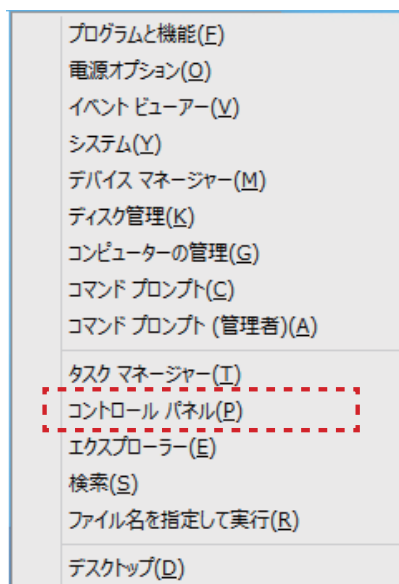 プログラムと機能(F)
電源オプション(O)
イベント ビューアー(V)
システム(Y)
デバイス マネージャー(M)
ディスク管理(K)
コンピューターの管理(G)
コマンド プロンプト(C)
コマンド プロンプト (管理者)(A)
タスク マネージャー(T)
コントロール パネル(P)
エクスプローラー(E)
検索(S)
ファイル名を指定して実行(R)
デスクトップ(D)